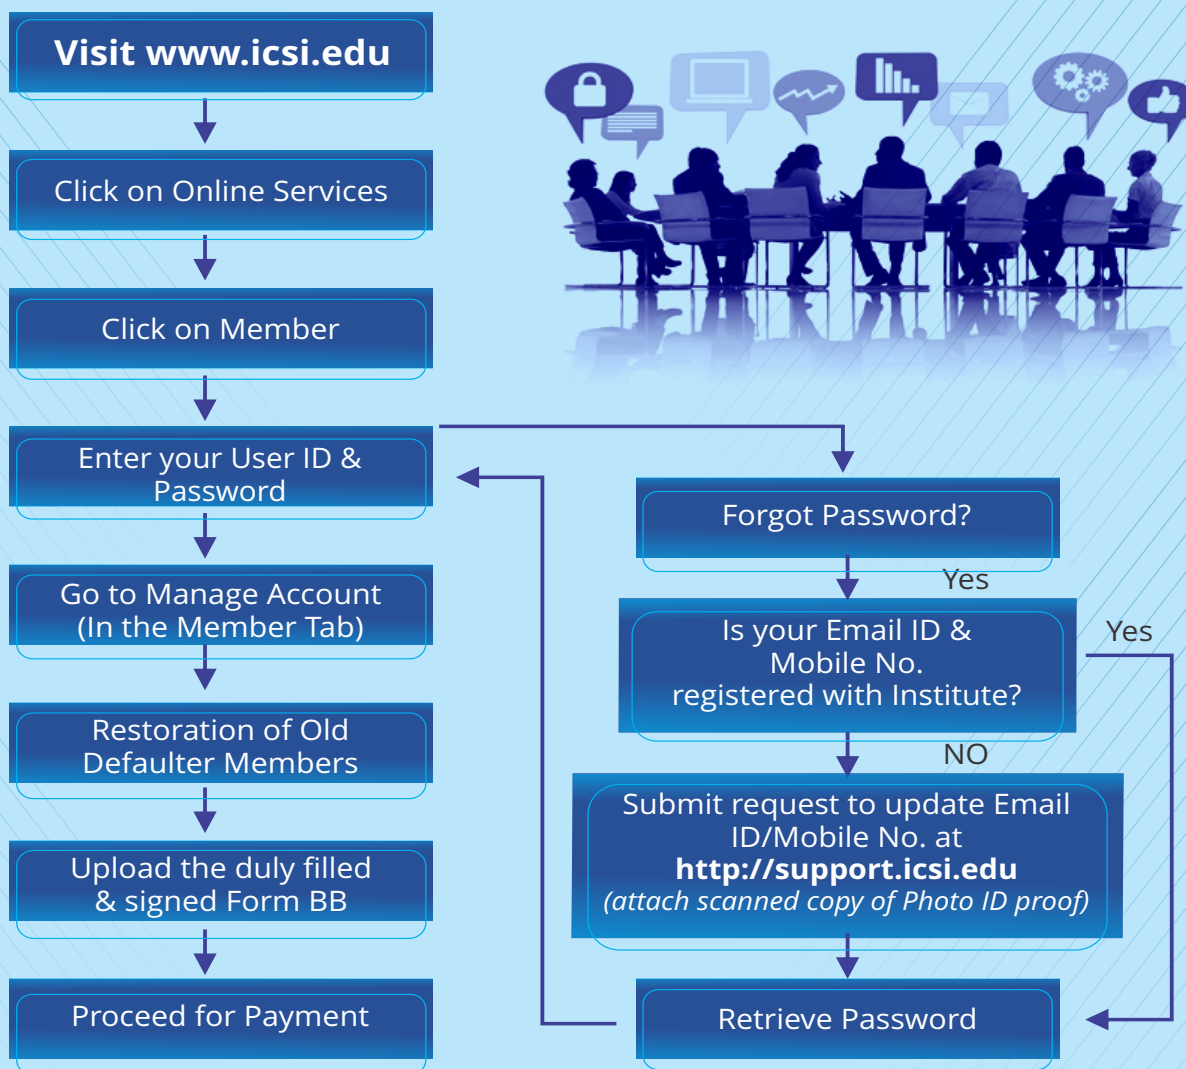 Visit www.icsi.edu
Click on Online Services
Click on Member
Enter your User ID &
Password
Go to Manage Account
(In the Member Tab)
Restoration of Old
Defaulter Members
Upload the duly filled
& signed Form BB
Proceed for Payment
Forgot Password?
Yes
Is your Email ID &
Mobile No.
registered with Institute?
Yes
NO
Submit request to update Email
ID/Mobile No. at
http://support.icsi.edu
(attach scanned copy of Photo ID proof)
Retrieve Password